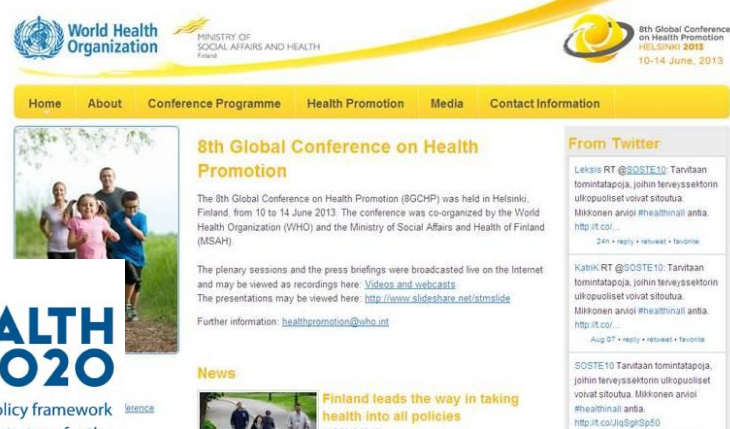 World Health
Organization
MINISTRY OF
SOCIAL AFFAIRS AND HEALTH
Finland
8th Global Conference
on Health Promotion
HELSINKI 2013
10-14 June, 2013
Home About Conference Programme Health Promotion Media Contact Information
8th Global Conference on Health
Promotion
The 8th Global Conference on Health Promotion (8GCHP) was held in Helsinki,
Finland, from 10 to 14 June 2013. The conference was co-organized by the World
Health Organization (WHO) and the Ministry of Social Affairs and Health of Finland
(MSAH).
The plenary sessions and the press briefings were broadcasted live on the Internet
and may be viewed as recordings here: Videos and webcasts
The presentations may be viewed here: http://www.slideshare.net/stmslide
Further information: healthpromotion@who.int
News
Finland leads the way in taking
health into all policies
From Twitter
Leksis RT @SOSTE10: Tarvitaan
tomintatapoja, joihin terveyssektorin
ulkopuoliset voivat sitoutua.
Mikkonen arvioi #healthinall antia.
http://t.co/...
24h • reply • retweet • favorite
KatriK RT @SOSTE10: Tarvitaan
tomintatapoja, joihin terveyssektorin
ulkopuoliset voivat sitoutua.
Mikkonen arvioi #healthinall antia.
http://t.co/...
Aug 07 • reply • retweet • favorite
SOSTE10 Tarvitaan tomintatapoja,
joihin terveyssektorin ulkopuoliset
voivat sitoutua. Mikkonen arvioi
#healthinall antia.
http://t.co/JlqSgkSp50
ALTH
020
licy framework
erence